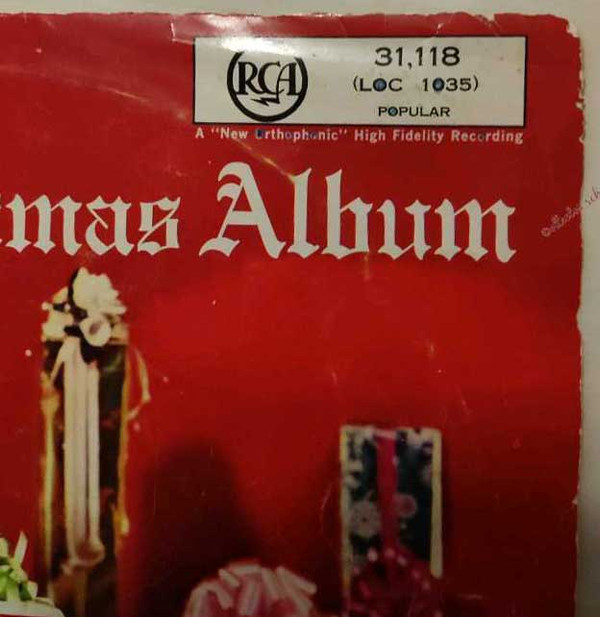 RCA
31,118
(LOC 1035)
POPULAR
A "New Orthophonic" High Fidelity Recording
mas Album